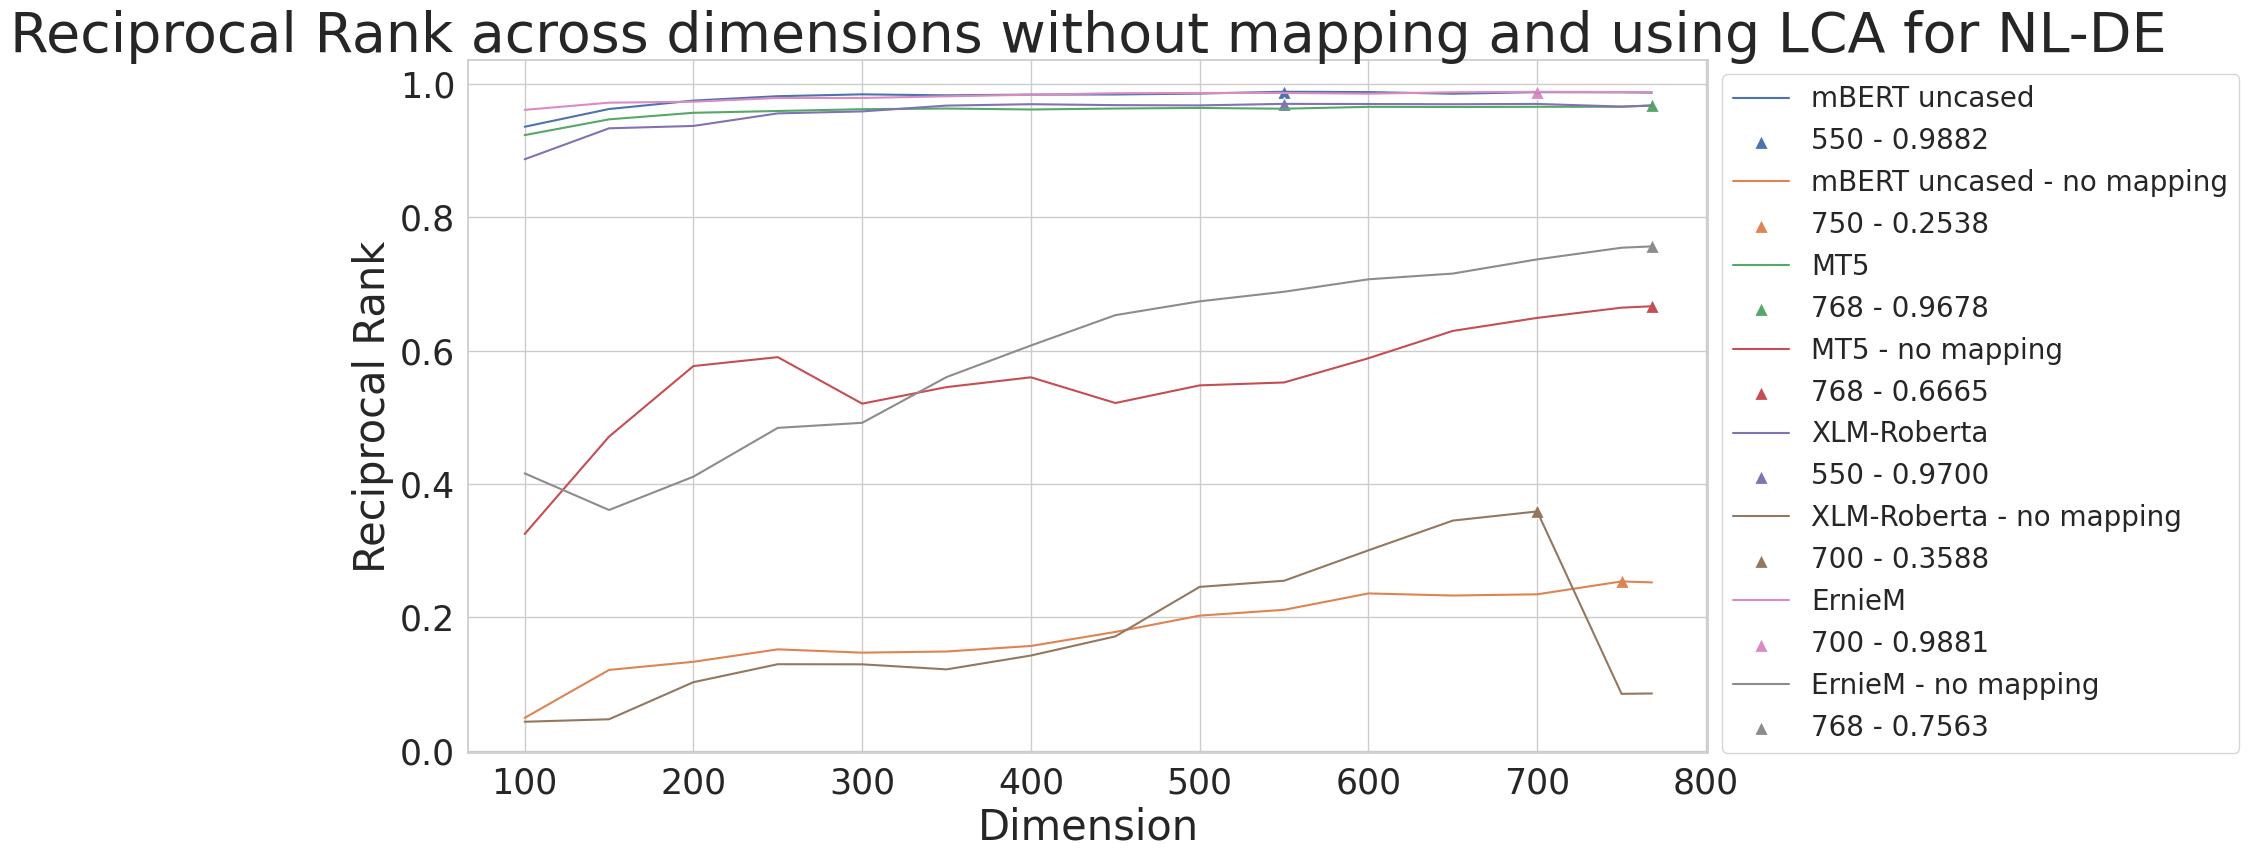 Reciprocal Rank across dimensions without mapping and using LCA for NL-DE
Reciprocal Rank
1.0
0.8
0.6
0.4
0.2
0.0
100 200 300 400 500 600 700 800
Dimension
mBERT uncased
550 - 0.9882
mBERT uncased - no mapping
750 - 0.2538
MT5
768 - 0.9678
MT5 - no mapping
768 - 0.6665
XLM-Roberta
550 - 0.9700
XLM-Roberta - no mapping
700 - 0.3588
ErnieM
700 - 0.9881
ErnieM - no mapping
768 - 0.7563